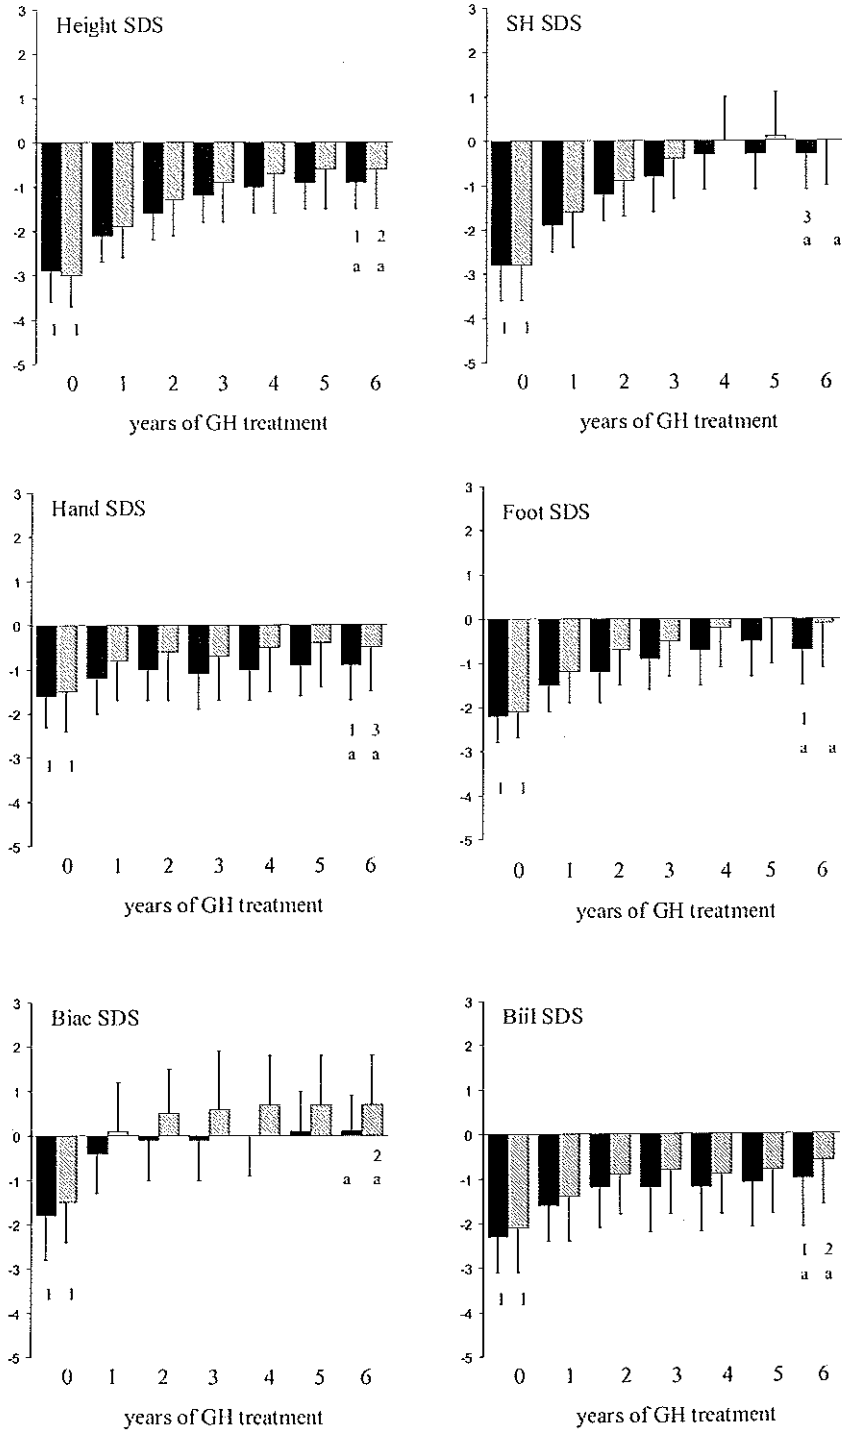 Height SDS
3
2
1
0
-1
-2
-3
-4
-5
1 2
a a
1 1
0 1 2 3 4 5 6
years of GH treatment
SH SDS
3
2
1
0
-1
-2
-3
-4
-5
3
a a
1 1
0 1 2 3 4 5 6
years of GH treatment
Hand SDS
3
2
1
0
-1
-2
-3
-4
-5
1 3
a a
1 1
0 1 2 3 4 5 6
years of GH treatment
Foot SDS
3
2
1
0
-1
-2
-3
-4
-5
1
a a
1 1
0 1 2 3 4 5 6
years of GH treatment
Biac SDS
3
2
1
0
-1
-2
-3
-4
-5
2
a a
1 1
0 1 2 3 4 5 6
years of GH treatment
Biil SDS
3
2
1
0
-1
-2
-3
-4
-5
1 2
a a
1 1
0 1 2 3 4 5 6
years of GH treatment